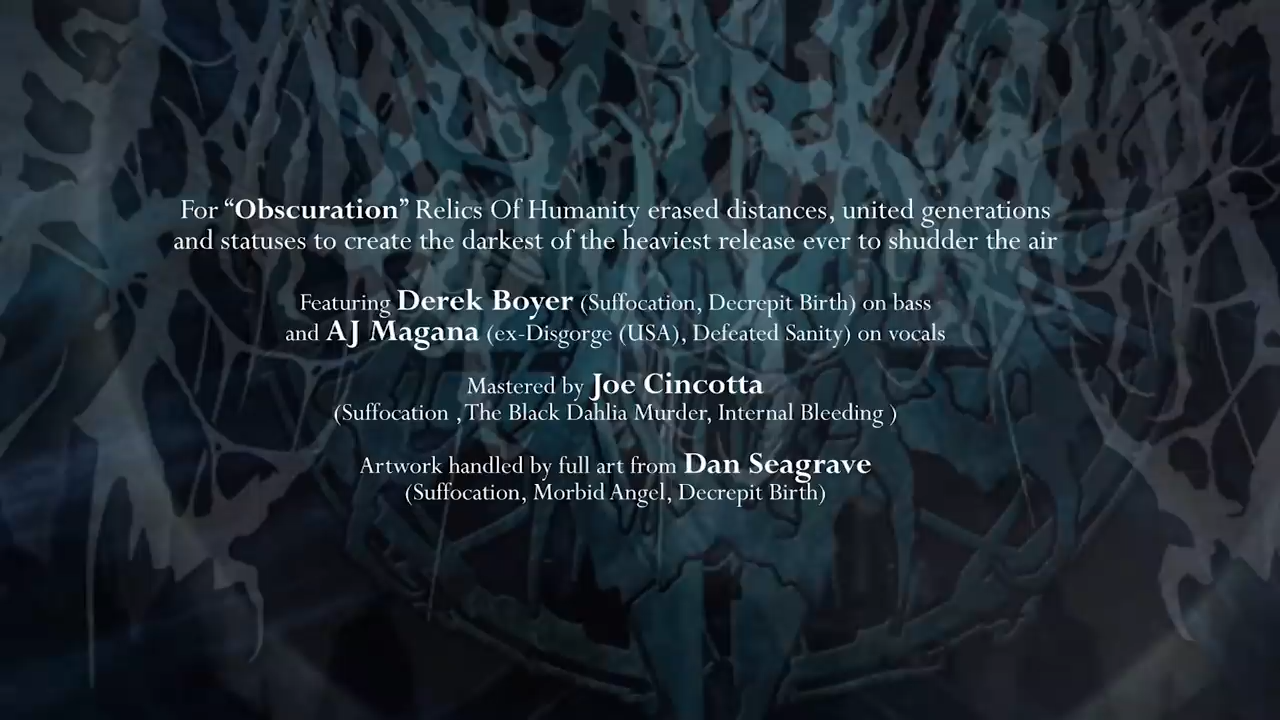 For “Obscuration” Relics Of Humanity erased distances, united generations
and statuses to create the darkest of the heaviest release ever to shudder the air
Featuring Derek Boyer (Suffocation, Decrepit Birth) on bass
and AJ Magana (ex-Disgorge (USA), Defeated Sanity) on vocals
Mastered by Joe Cincotta
(Suffocation , The Black Dahlia Murder, Internal Bleeding )
Artwork handled by full art from Dan Seagrave
(Suffocation, Morbid Angel, Decrepit Birth)